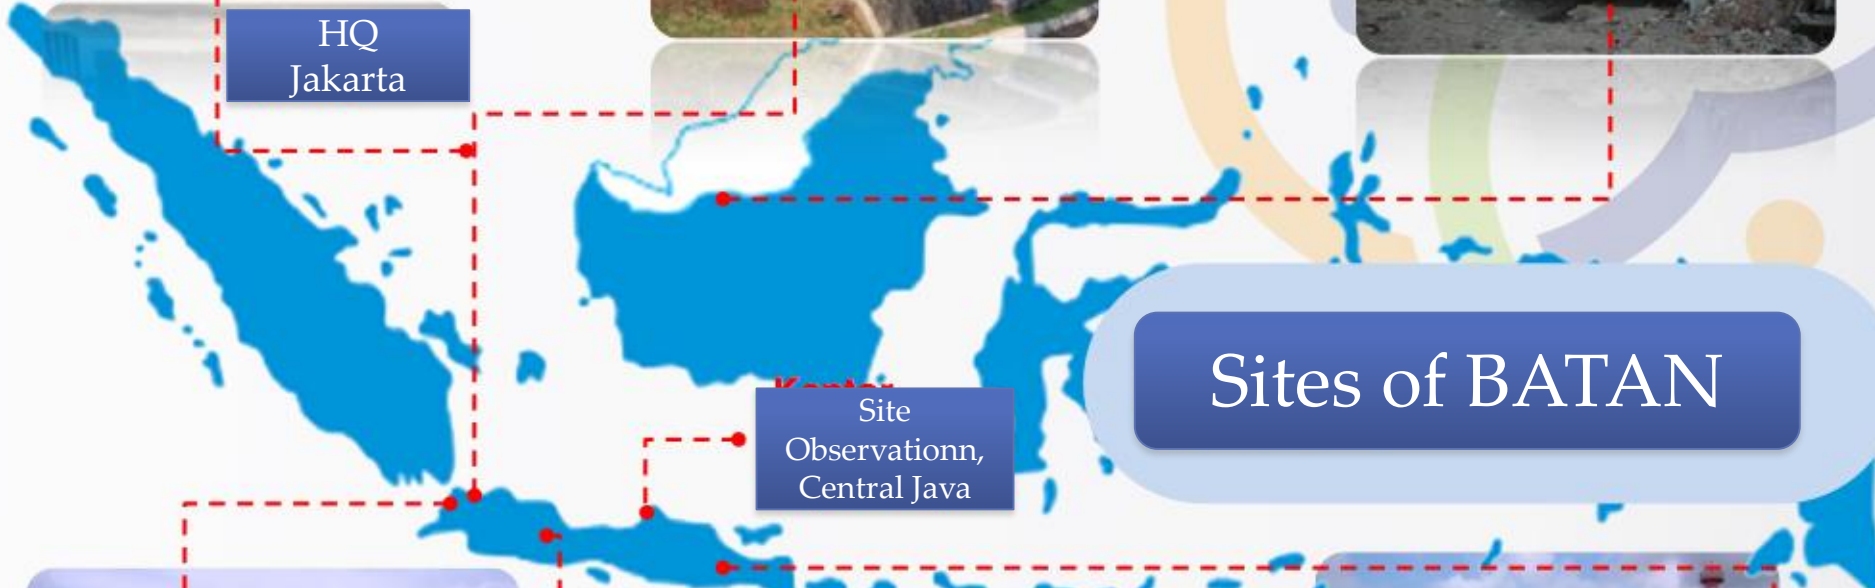 HQ
Jakarta
Sites of BATAN
Site
Observationn,
Central Java